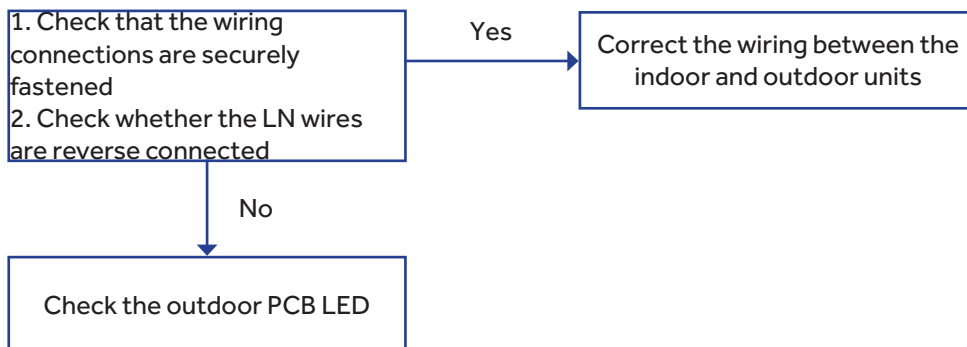 1. Check that the wiring
connections are securely
fastened
2. Check whether the LN wires
are reverse connected
Yes
Correct the wiring between the
indoor and outdoor units
No
Check the outdoor PCB LED